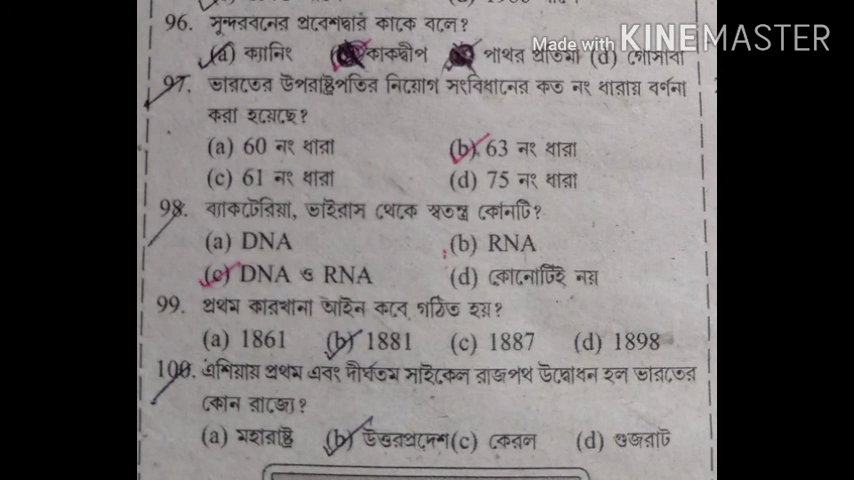 96. সুন্দরবনের প্রবেশদ্বার কাকে বলে?
Made with KINEMASTER
(a) ক্যানিং কাকদ্বীপ পাথর প্রতিমা (d) গোসাবা
97. ভারতের উপরাষ্ট্রপতির নিয়োগ সংবিধানের কত নং ধারায় বর্ণনা
করা হয়েছে?
(a) 60 নং ধারা (b) 63 নং ধারা
(c) 61 নং ধারা (d) 75 নং ধারা
98. ব্যাকটেরিয়া, ভাইরাস থেকে স্বতন্ত্র কোনটি?
(a) DNA (b) RNA
(c) DNA ও RNA (d) কোনোটিই নয়
99. প্রথম কারখানা আইন কবে গঠিত হয়?
(a) 1861 (b) 1881 (c) 1887 (d) 1898
100. এশিয়ায় প্রথম এবং দীর্ঘতম সাইকেল রাজপথ উদ্বোধন হল ভারতের
কোন রাজ্যে?
(a) মহারাষ্ট্রে (b) উত্তরপ্রদেশ (c) কেরল (d) গুজরাট